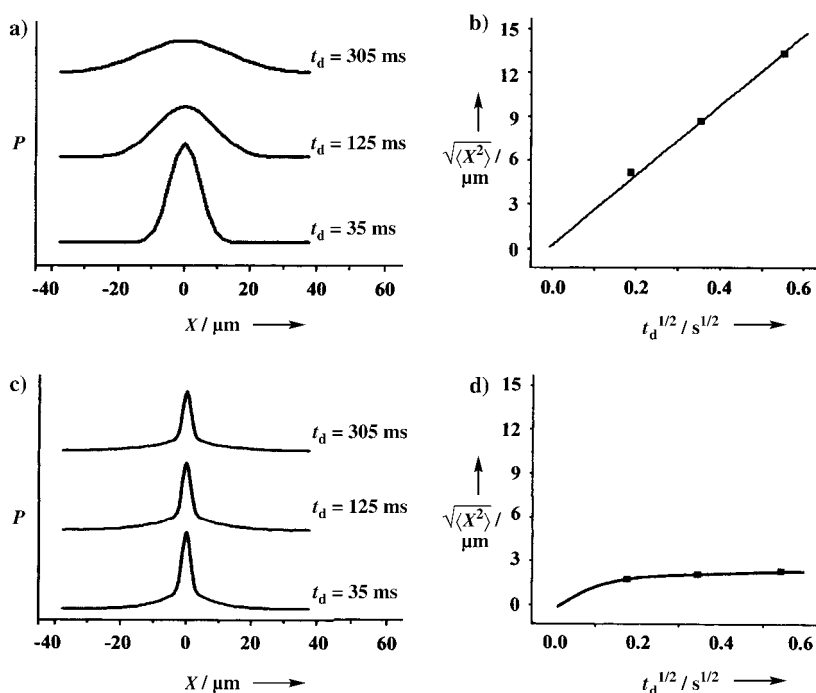 a)
t_d = 305 ms
t_d = 125 ms
t_d = 35 ms
P
-40 -20 0 20 40 60
X / µm
b)
15
12
9
6
3
0
√⟨X²⟩ /
µm
0.0 0.2 0.4 0.6
t_d^1/2 / s^1/2
c)
t_d = 305 ms
t_d = 125 ms
t_d = 35 ms
P
-40 -20 0 20 40 60
X / µm
d)
15
12
9
6
3
0
√⟨X²⟩ /
µm
0.0 0.2 0.4 0.6
t_d^1/2 / s^1/2